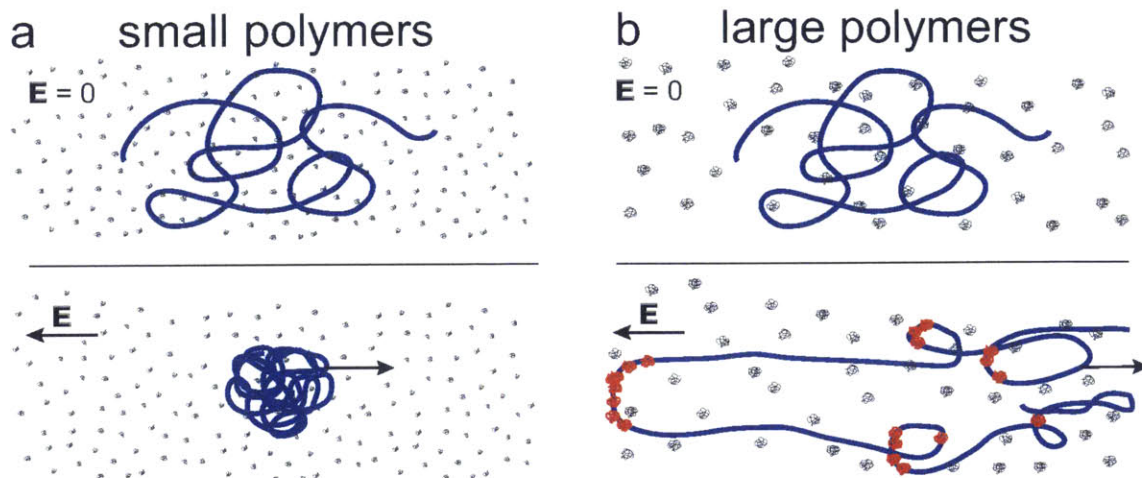 a small polymers
E = 0
E
b large polymers
E = 0
E